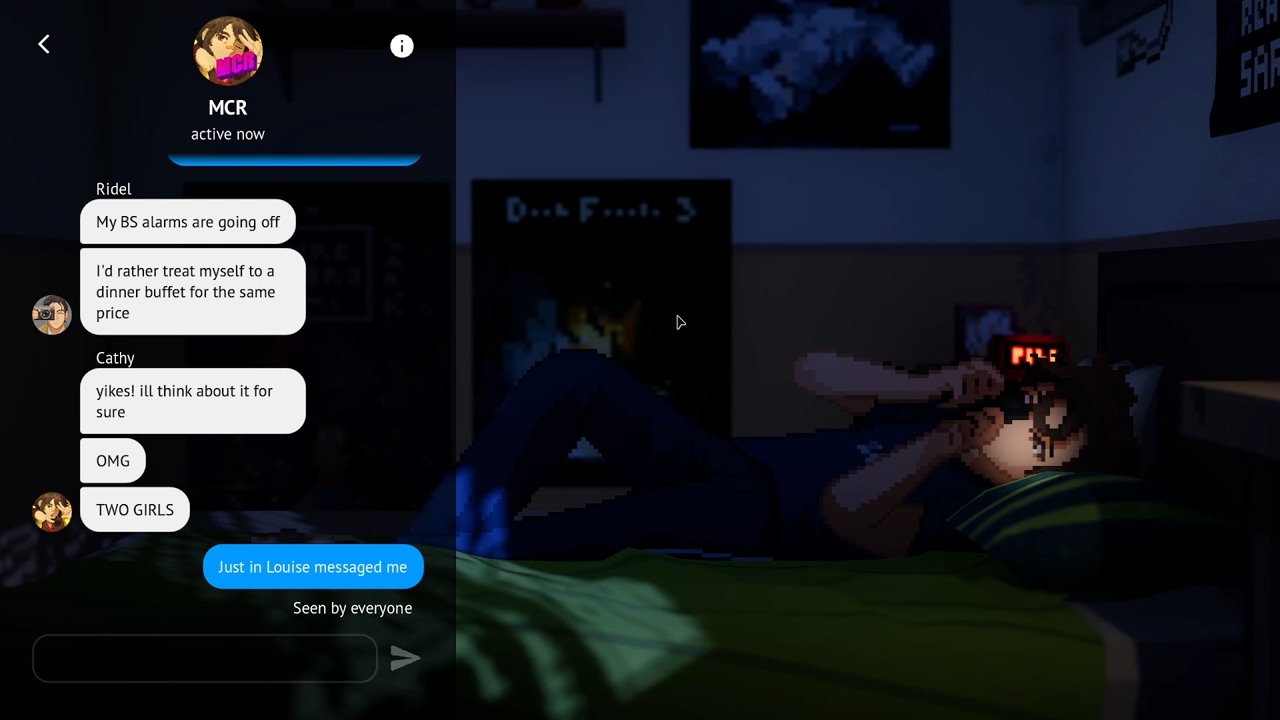 MCR
MCR
active now
Ridel
My BS alarms are going off
I'd rather treat myself to a
dinner buffet for the same
price
Cathy
yikes! ill think about it for
sure
OMG
TWO GIRLS
Just in Louise messaged me
Seen by everyone